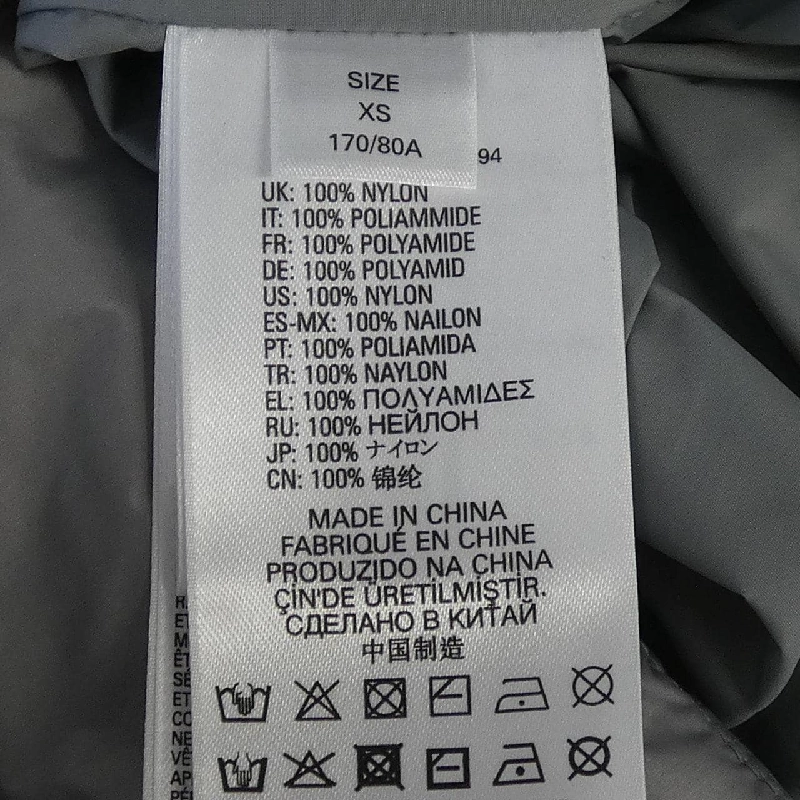 SIZE
XS
170/80A
94
UK: 100% NYLON
IT: 100% POLIAMMIDE
FR: 100% POLYAMIDE
DE: 100% POLYAMID
US: 100% NYLON
ES-MX: 100% NAILON
PT: 100% POLIAMIDA
TR: 100% NAYLON
EL: 100% ΠΟΛΥΑΜΙΔΕΣ
RU: 100% НЕЙЛОН
JP: 100% ナイロン
CN: 100% 锦纶
MADE IN CHINA
FABRIQUÉ EN CHINE
PRODUZIDO NA CHINA
ÇİN'DE ÜRETİLMİŞTİR.
СДЕЛАНО В КИТАЙ
中国制造